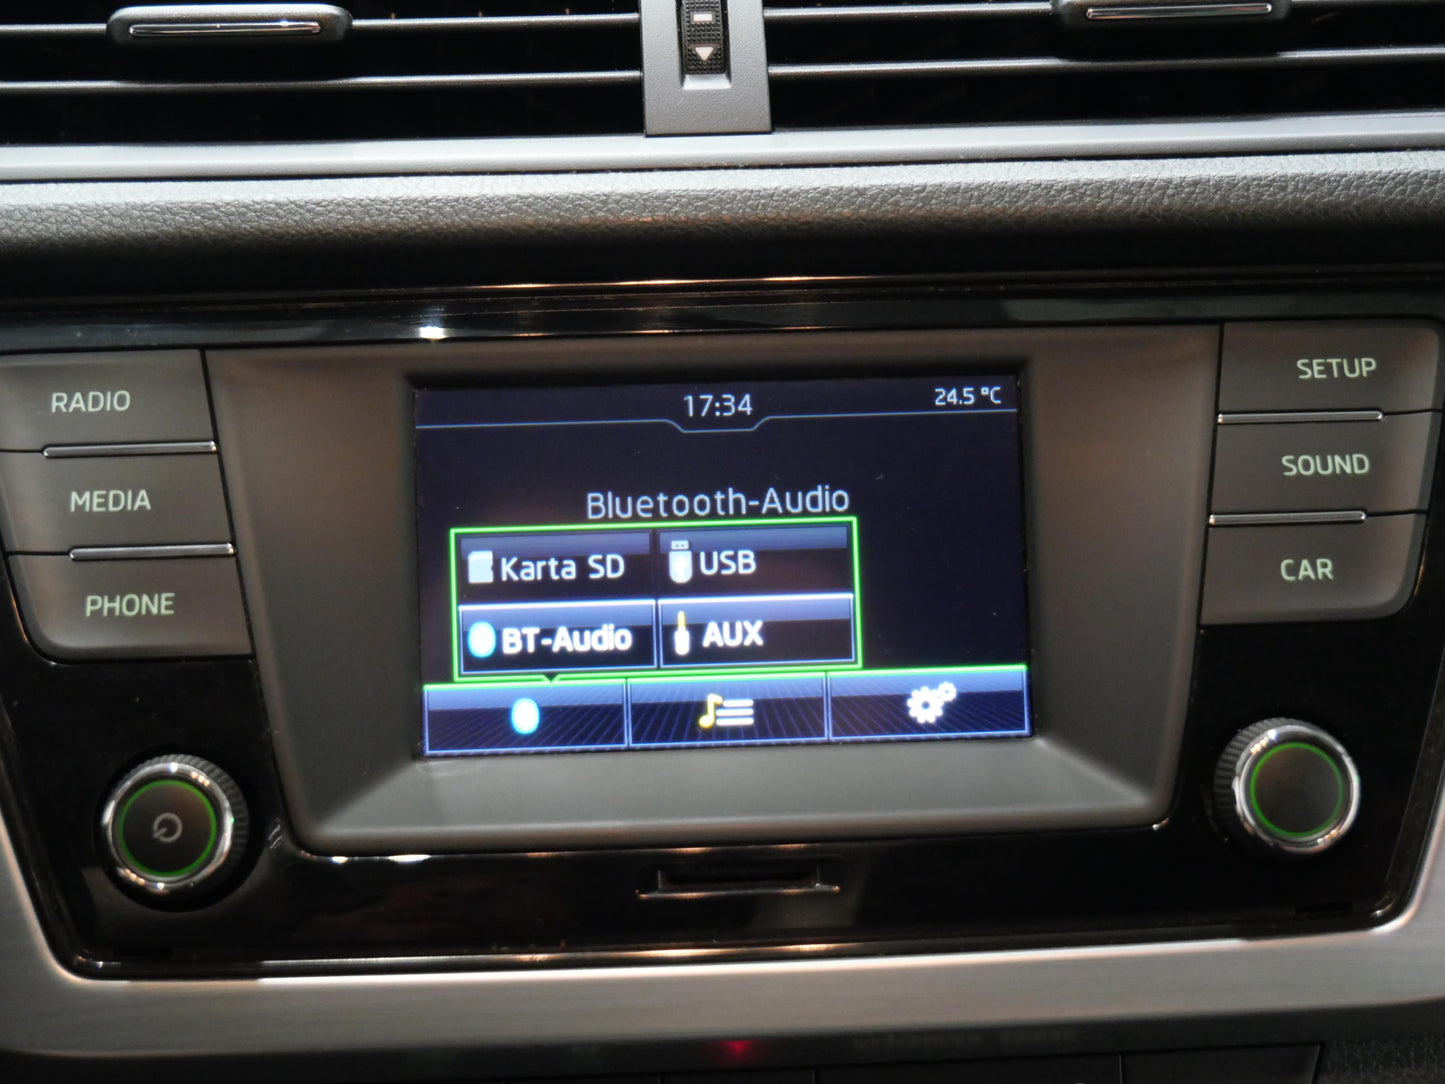 17:34
24.5 °C
RADIO
MEDIA
PHONE
SETUP
SOUND
CAR
Bluetooth-Audio
Karta SD
USB
BT-Audio
AUX